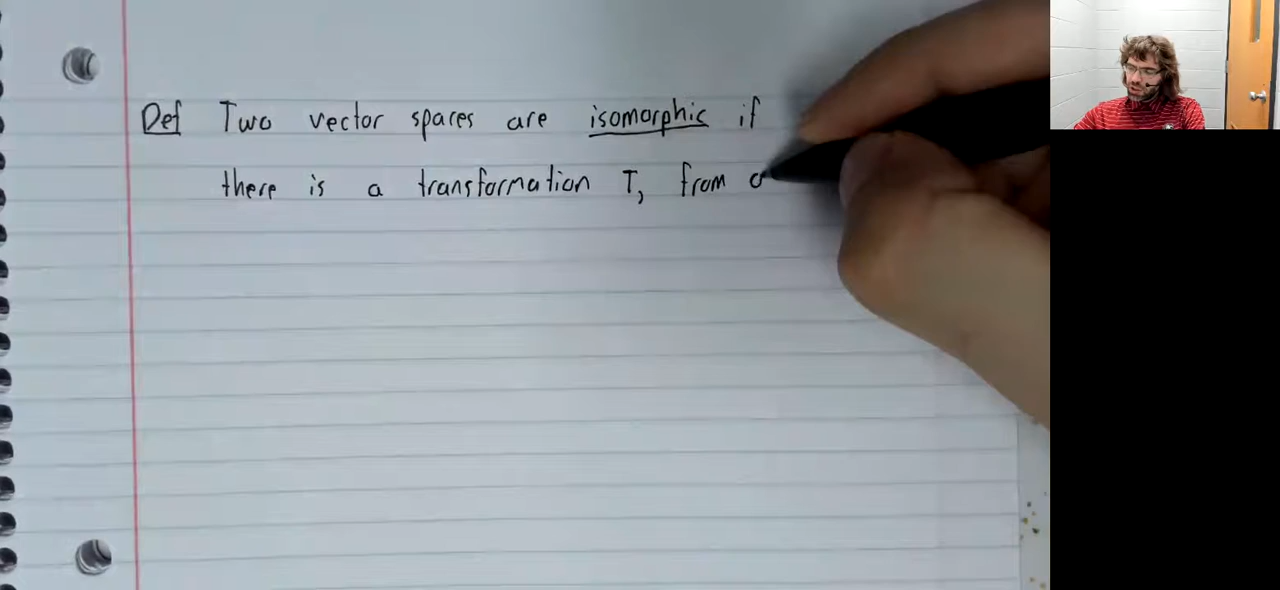 Def Two vector spaces are isomorphic if
there is a transformation T, from o